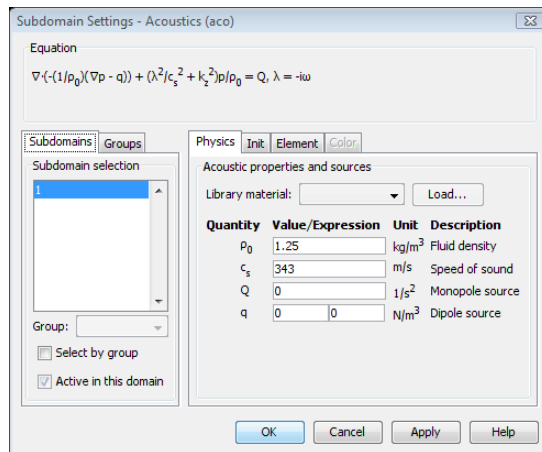 Subdomain Settings - Acoustics (aco)
Equation
∇·(-(1/ρ₀)(∇p - q)) + (λ²/cₛ² + k_z²)p/ρ₀ = Q, λ = -iω
Subdomains Groups
Subdomain selection
1
Group:
Select by group
Active in this domain
Physics Init Element Color
Acoustic properties and sources
Library material: Load...
Quantity Value/Expression Unit Description
ρ₀ 1.25 kg/m³ Fluid density
cₛ 343 m/s Speed of sound
Q 0 1/s² Monopole source
q 0 0 N/m³ Dipole source
OK Cancel Apply Help